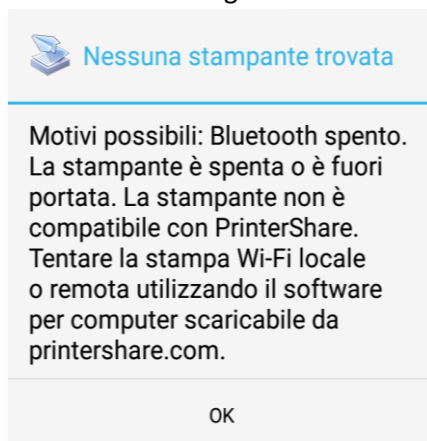 Nessuna stampante trovata
Motivi possibili: Bluetooth spento.
La stampante è spenta o è fuori
portata. La stampante non è
compatibile con PrinterShare.
Tentare la stampa Wi-Fi locale
o remota utilizzando il software
per computer scaricabile da
printershare.com.
OK